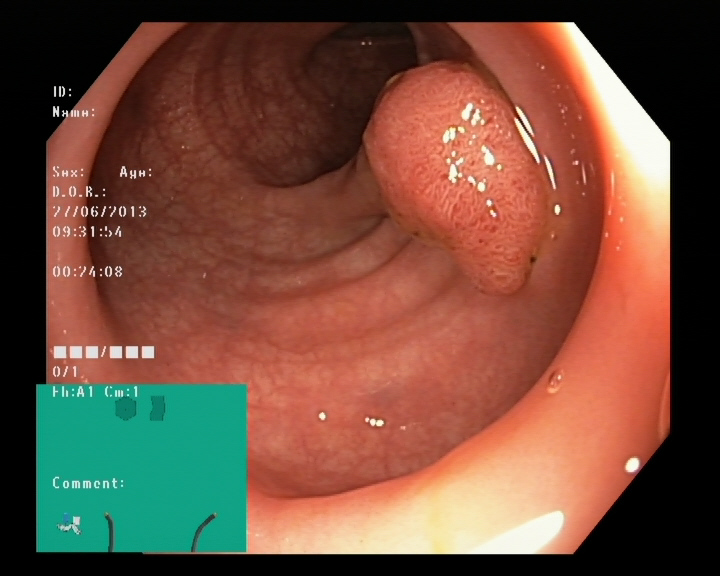 ID:
Name:
Sex: Age:
D.O.B.:
27/06/2013
09:31:54
00:24:08
0/1
Eh:A1 Cm:1
Comment: